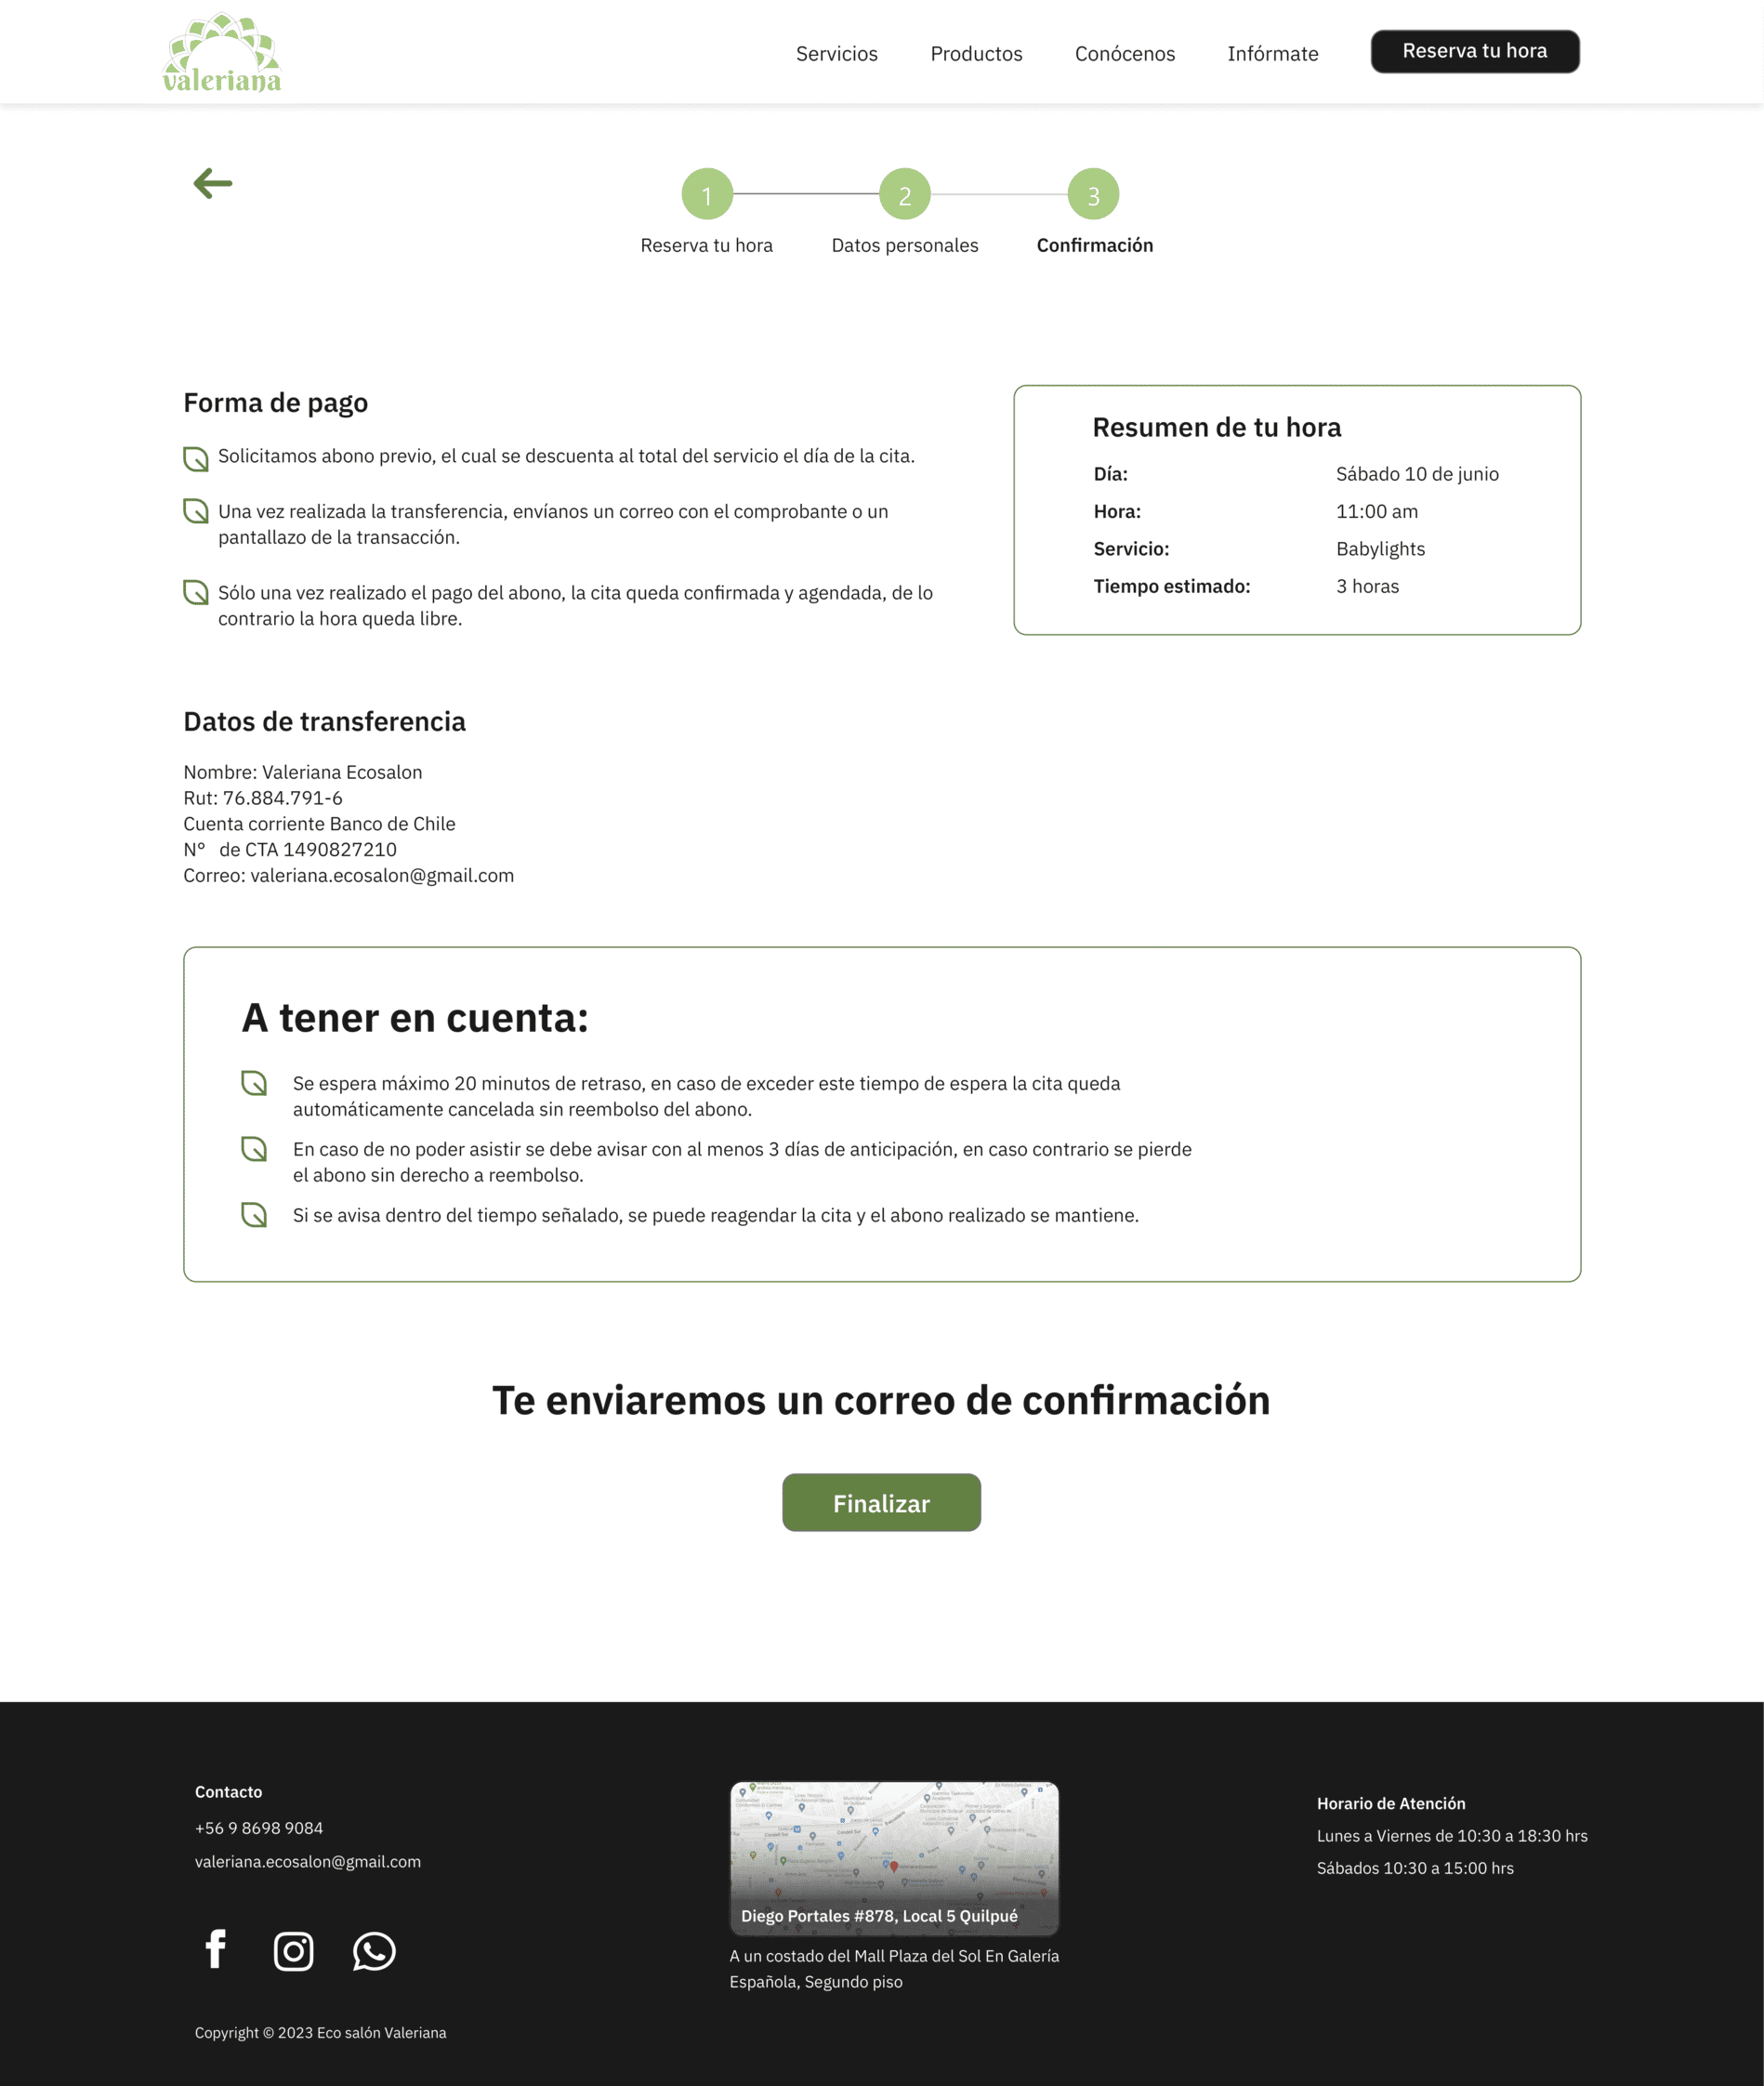 valeriana
Servicios
Productos
Conócenos
Infórmate
Reserva tu hora
1
2
3
Reserva tu hora
Datos personales
Confirmación
Forma de pago
Solicitamos abono previo, el cual se descuenta al total del servicio el día de la cita.
Una vez realizada la transferencia, envíanos un correo con el comprobante o un
pantallazo de la transacción.
Sólo una vez realizado el pago del abono, la cita queda confirmada y agendada, de lo
contrario la hora queda libre.
Resumen de tu hora
Día: Sábado 10 de junio
Hora: 11:00 am
Servicio: Babylights
Tiempo estimado: 3 horas
Datos de transferencia
Nombre: Valeriana Ecosalon
Rut: 76.884.791-6
Cuenta corriente Banco de Chile
N° de CTA 1490827210
Correo: valeriana.ecosalon@gmail.com
A tener en cuenta:
Se espera máximo 20 minutos de retraso, en caso de exceder este tiempo de espera la cita queda
automáticamente cancelada sin reembolso del abono.
En caso de no poder asistir se debe avisar con al menos 3 días de anticipación, en caso contrario se pierde
el abono sin derecho a reembolso.
Si se avisa dentro del tiempo señalado, se puede reagendar la cita y el abono realizado se mantiene.
Te enviaremos un correo de confirmación
Finalizar
Contacto
+56 9 8698 9084
valeriana.ecosalon@gmail.com
Copyright © 2023 Eco salón Valeriana
Diego Portales #878, Local 5 Quilpué
A un costado del Mall Plaza del Sol En Galería
Española, Segundo piso
Horario de Atención
Lunes a Viernes de 10:30 a 18:30 hrs
Sábados 10:30 a 15:00 hrs